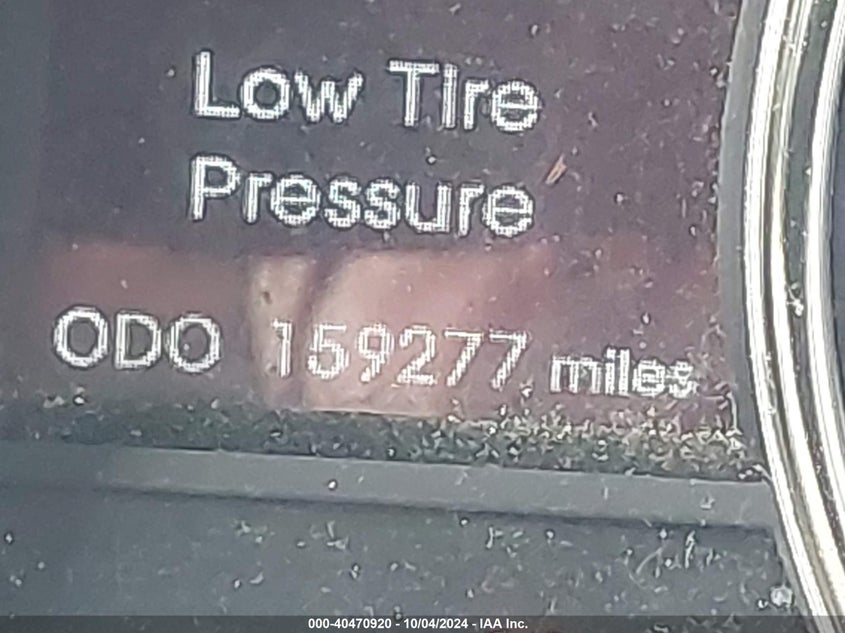 Low Tire
Pressure
ODO 159277 miles
000-40470920 - 10/04/2024 - IAA Inc.